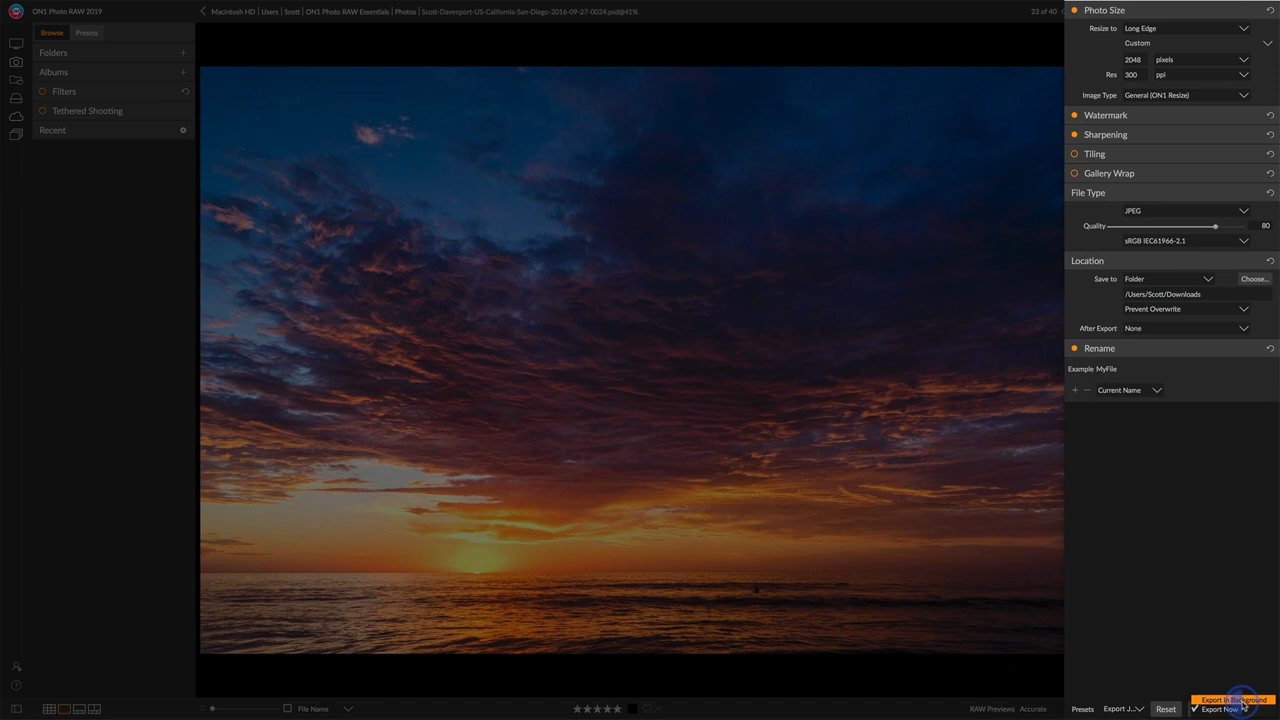 ON1 Photo RAW 2019
Macintosh HD | Users | Scott | ON1 Photo RAW Essentials | Photos | Scott-Davenport-US-California-San-Diego-2016-09-27-0024.psd@41%
23 of 40
Browse Presets
Folders
Albums
Filters
Tethered Shooting
Recent
Photo Size
Resize to Long Edge
Custom
2048 pixels
Res 300 ppi
Image Type General (ON1 Resize)
Watermark
Sharpening
Tiling
Gallery Wrap
File Type
JPEG
Quality 80
sRGB IEC61966-2.1
Location
Save to Folder Choose...
/Users/Scott/Downloads
Prevent Overwrite
After Export None
Rename
Example MyFile
+ − Current Name
Export In Background
File Name RAW Previews Accurate Presets Export J... Reset Export Now